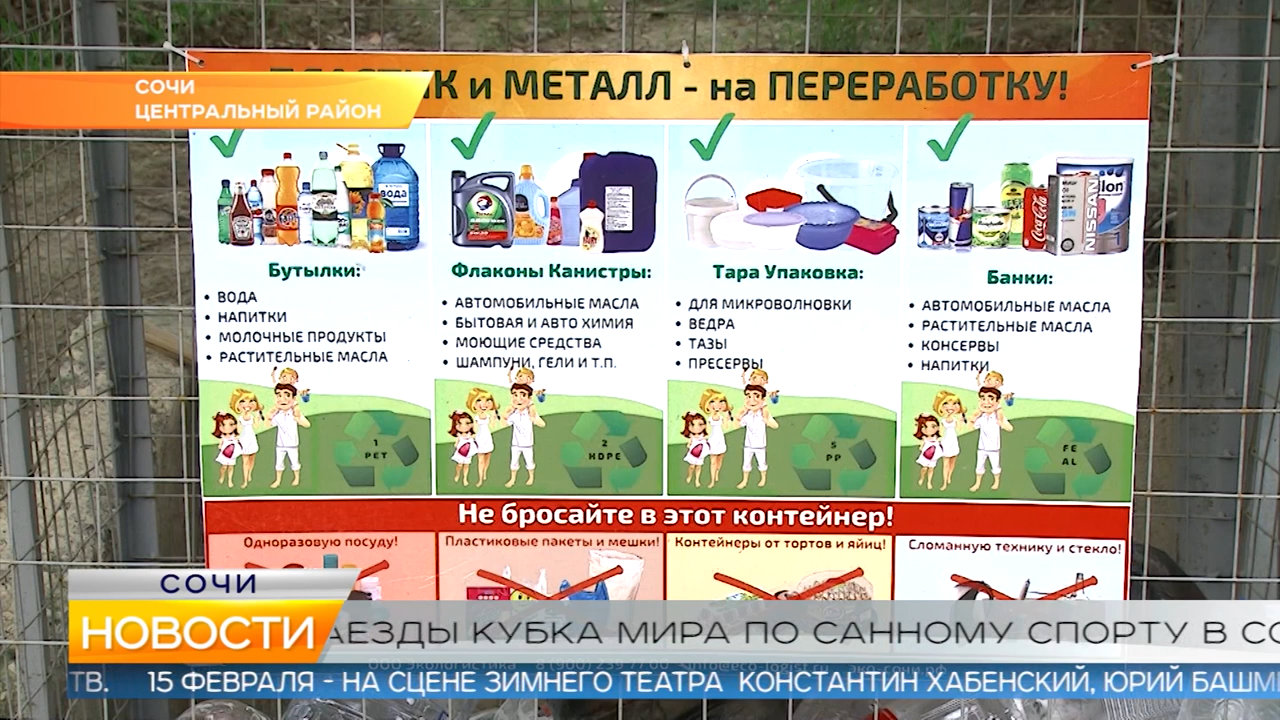 СОЧИ
ЦЕНТРАЛЬНЫЙ РАЙОН
К и МЕТАЛЛ - на ПЕРЕРАБОТКУ!
Бутылки:
• ВОДА
• НАПИТКИ
• МОЛОЧНЫЕ ПРОДУКТЫ
• РАСТИТЕЛЬНЫЕ МАСЛА
1
PET
Флаконы Канистры:
• АВТОМОБИЛЬНЫЕ МАСЛА
• БЫТОВАЯ И АВТО ХИМИЯ
• МОЮЩИЕ СРЕДСТВА
• ШАМПУНИ, ГЕЛИ И Т.П.
2
HDPE
Тара Упаковка:
• ДЛЯ МИКРОВОЛНОВКИ
• ВЕДРА
• ТАЗЫ
• ПРЕСЕРВЫ
5
PP
Coca-Cola
NISSAN
Банки:
• АВТОМОБИЛЬНЫЕ МАСЛА
• РАСТИТЕЛЬНЫЕ МАСЛА
• КОНСЕРВЫ
• НАПИТКИ
FE
AL
Не бросайте в этот контейнер!
Одноразовую посуду!
Пластиковые пакеты и мешки!
Контейнеры от тортов и яйиц!
Сломанную технику и стекло!
СОЧИ
НОВОСТИ
АЕЗДЫ КУБКА МИРА ПО САННОМУ СПОРТУ В СО
ТВ. 15 ФЕВРАЛЯ - НА СЦЕНЕ ЗИМНЕГО ТЕАТРА КОНСТАНТИН ХАБЕНСКИЙ, ЮРИЙ БАШМ